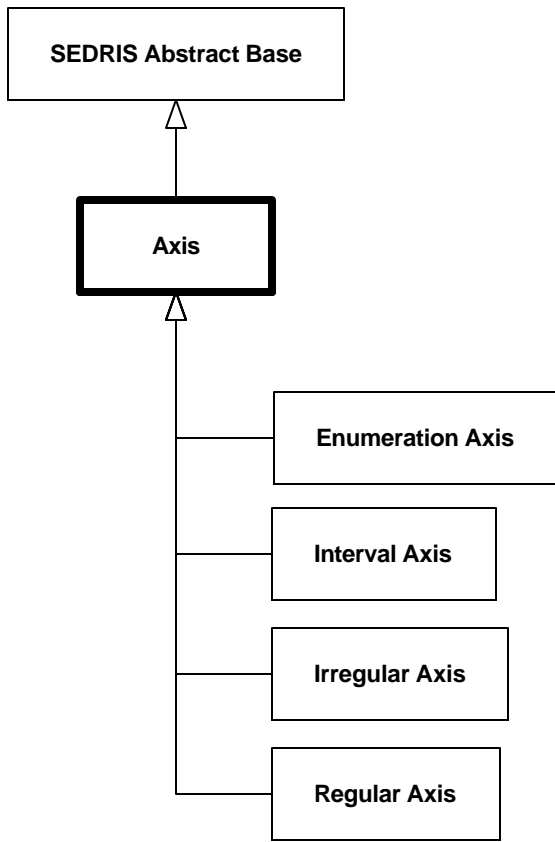 SEDRIS Abstract Base
Axis
Enumeration Axis
Interval Axis
Irregular Axis
Regular Axis